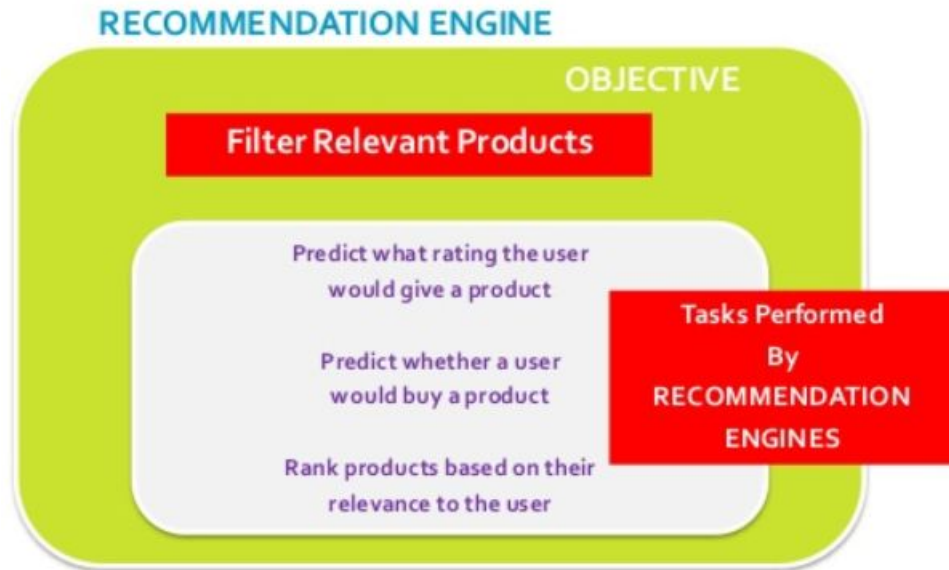 RECOMMENDATION ENGINE
OBJECTIVE
Filter Relevant Products
Predict what rating the user
would give a product
Predict whether a user
would buy a product
Rank products based on their
relevance to the user
Tasks Performed
By
RECOMMENDATION
ENGINES